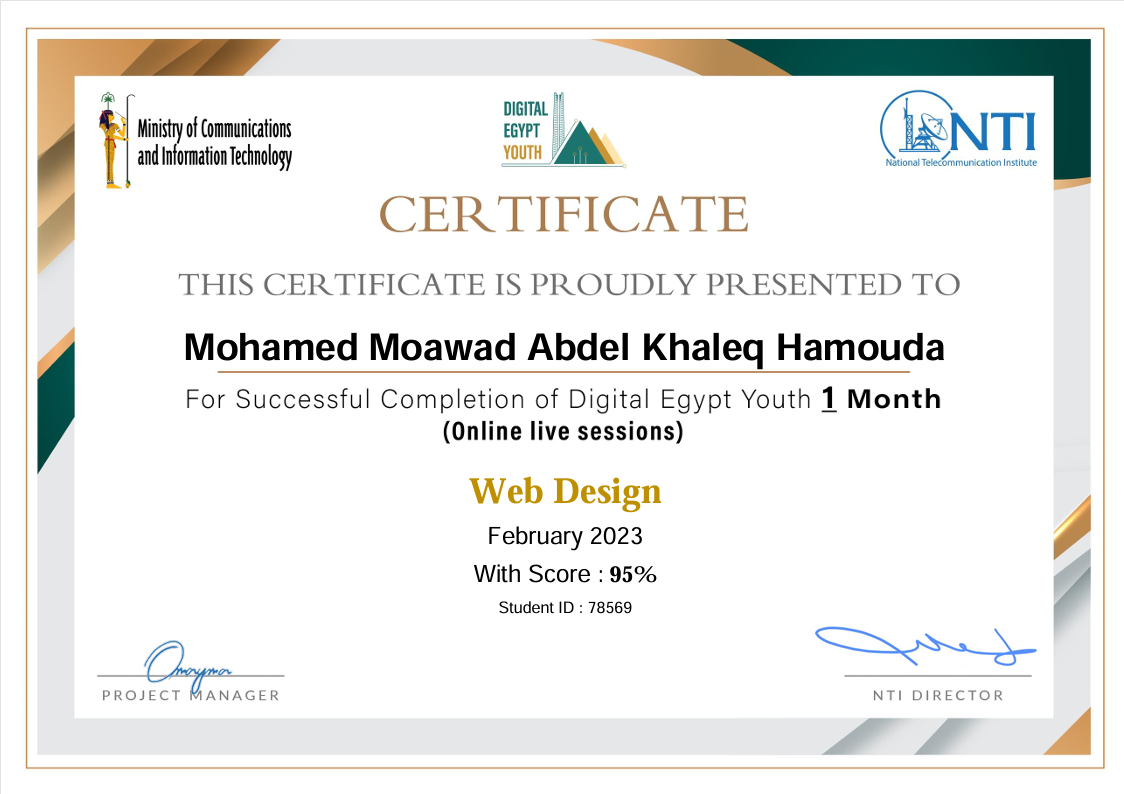 Ministry of Communications
and Information Technology
DIGITAL
EGYPT
YOUTH
NTI
National Telecommunication Institute
CERTIFICATE
THIS CERTIFICATE IS PROUDLY PRESENTED TO
Mohamed Moawad Abdel Khaleq Hamouda
For Successful Completion of Digital Egypt Youth 1 Month
(Online live sessions)
Web Design
February 2023
With Score : 95%
Student ID : 78569
PROJECT MANAGER
NTI DIRECTOR